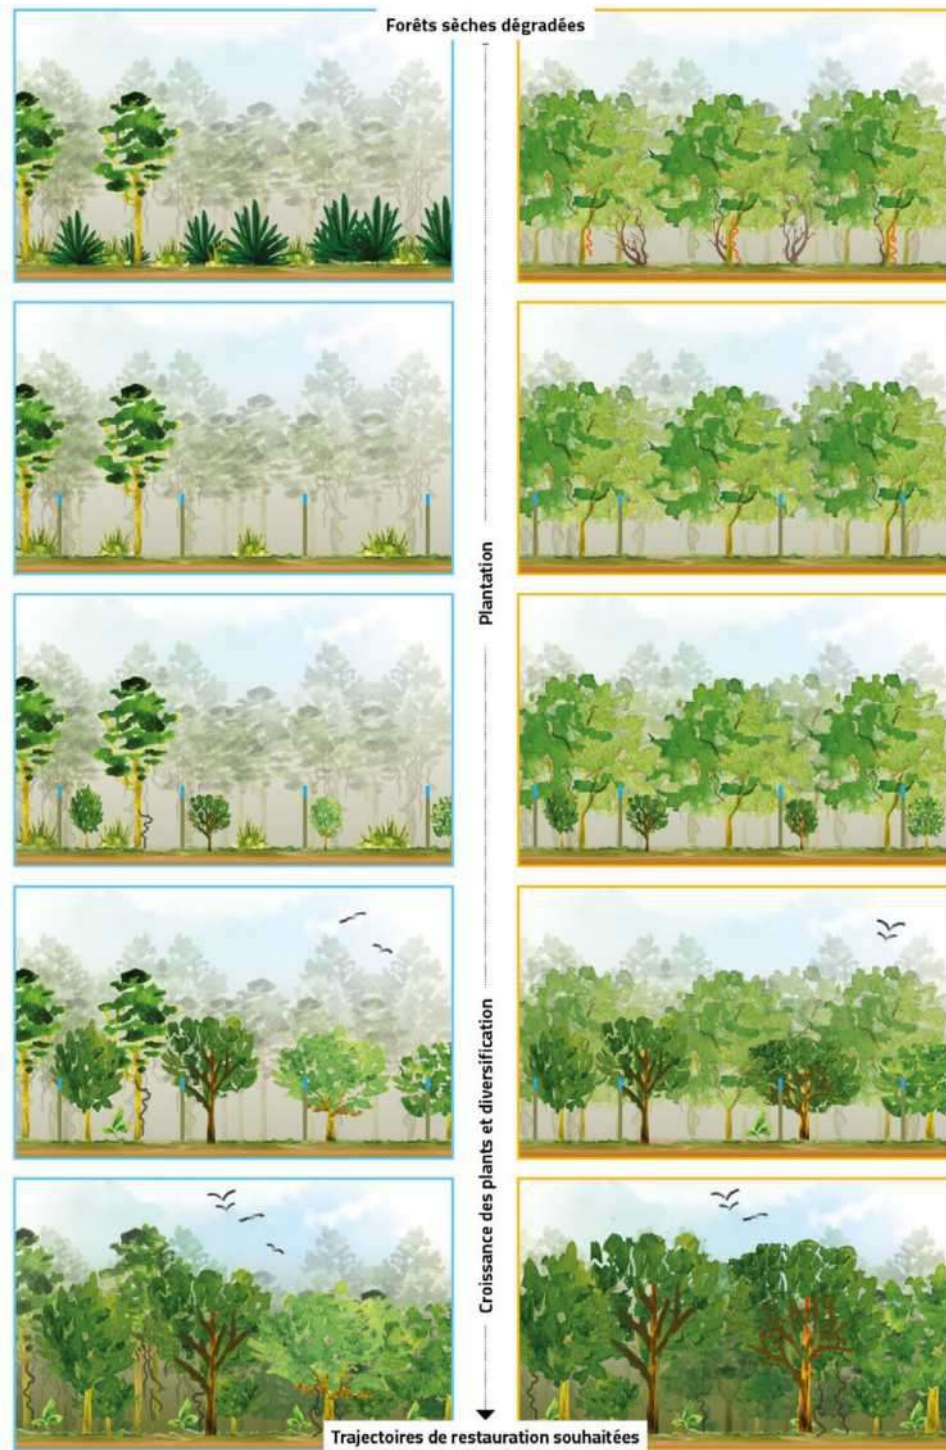 Forêts sèches dégradées
Plantation
Croissance des plants et diversification
Trajectoires de restauration souhaitées